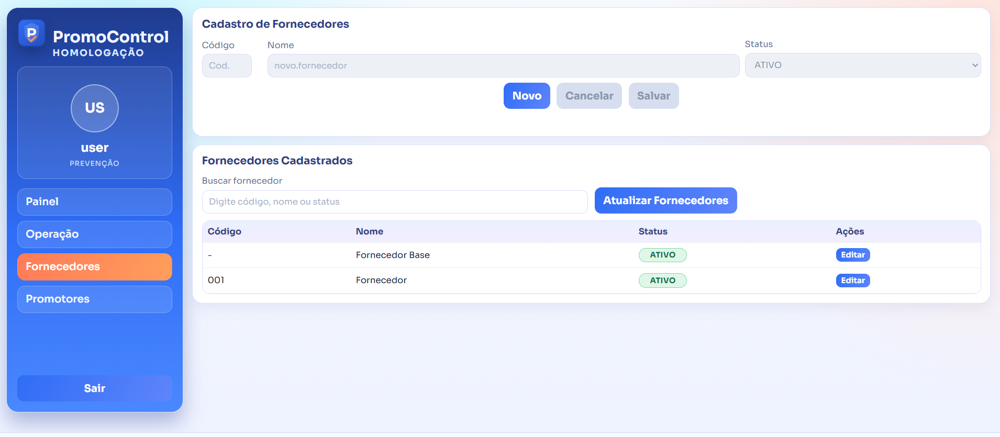 P
PromoControl
HOMOLOGAÇÃO
US
user
PREVENÇÃO
Painel
Operação
Fornecedores
Promotores
Sair
Cadastro de Fornecedores
Código Nome Status
Cod. novo.fornecedor ATIVO
Novo Cancelar Salvar
Fornecedores Cadastrados
Buscar fornecedor
Digite código, nome ou status Atualizar Fornecedores
Código Nome Status Ações
- Fornecedor Base ATIVO Editar
001 Fornecedor ATIVO Editar